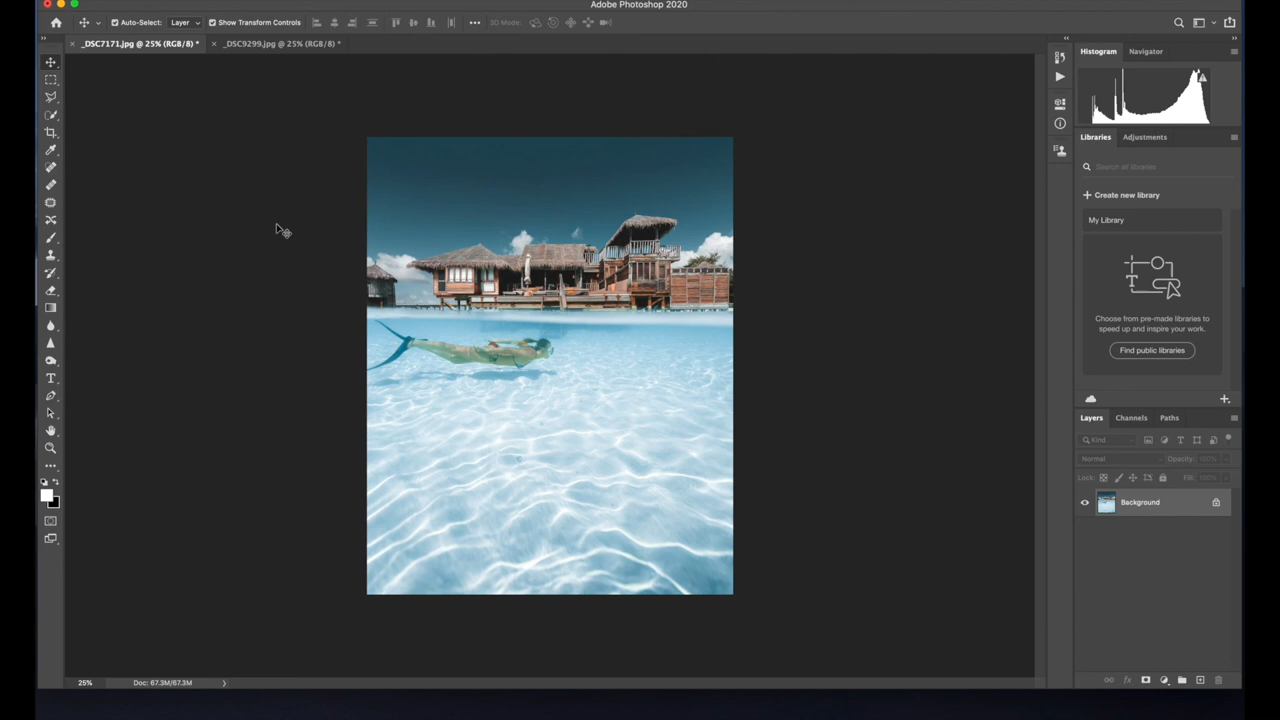 Adobe Photoshop 2020
Auto-Select: Layer Show Transform Controls 3D Mode:
_DSC7171.jpg @ 25% (RGB/8) * _DSC9299.jpg @ 25% (RGB/8) *
Histogram Navigator
Libraries Adjustments
Search all libraries
Create new library
My Library
Choose from pre-made libraries to
speed up and inspire your work.
Find public libraries
Layers Channels Paths
Kind
Normal Opacity: 100%
Lock: Fill: 100%
Background
25% Doc: 67.3M/67.3M